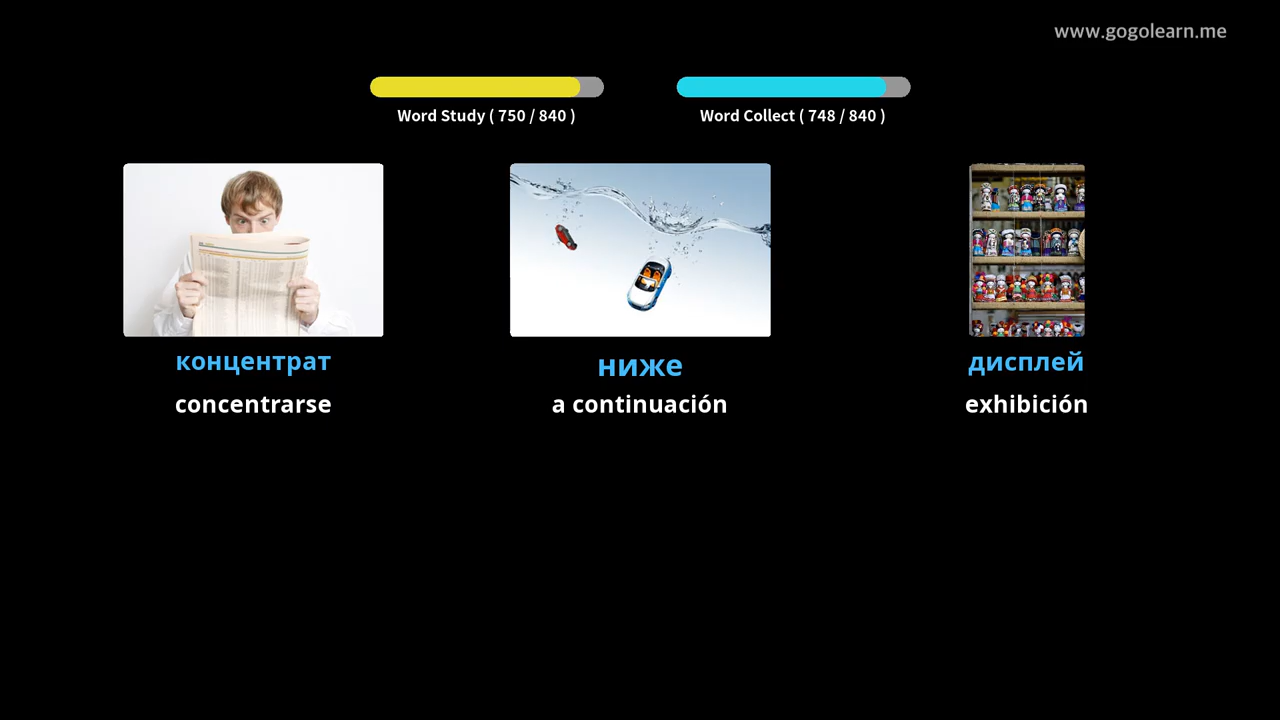 www.gogolearn.me
Word Study ( 750 / 840 )
Word Collect ( 748 / 840 )
концентрат
ниже
дисплей
concentrarse
a continuación
exhibición